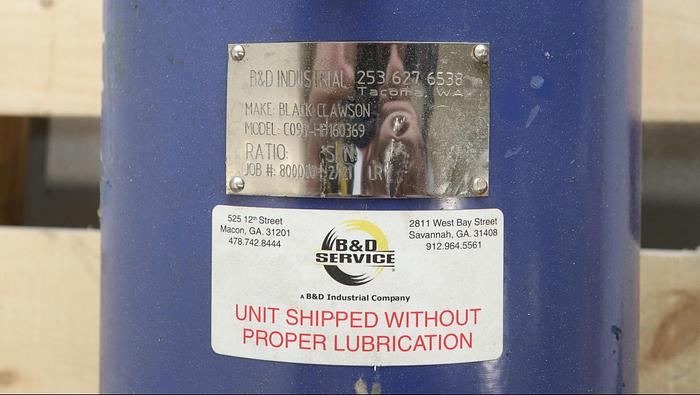 B&D INDUSTRIAL 253 627 6538
Tacoma, WA
MAKE: BLACK CLAWSON
RATIO: S/N:
JOB #:
525 12th Street
Macon, GA. 31201
478.742.8444
2811 West Bay Street
Savannah, GA. 31408
912.964.5561
B&D
SERVICE
A B&D Industrial Company
UNIT SHIPPED WITHOUT
PROPER LUBRICATION